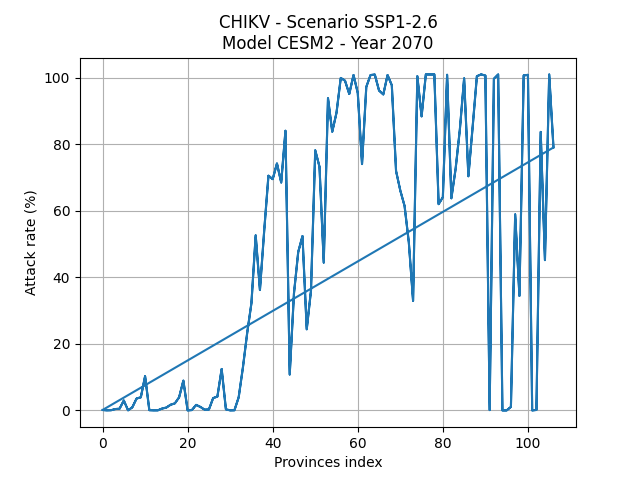 CHIKV - Scenario SSP1-2.6
Model CESM2 - Year 2070
100
80
60
40
20
0
Attack rate (%)
0 20 40 60 80 100
Provinces index